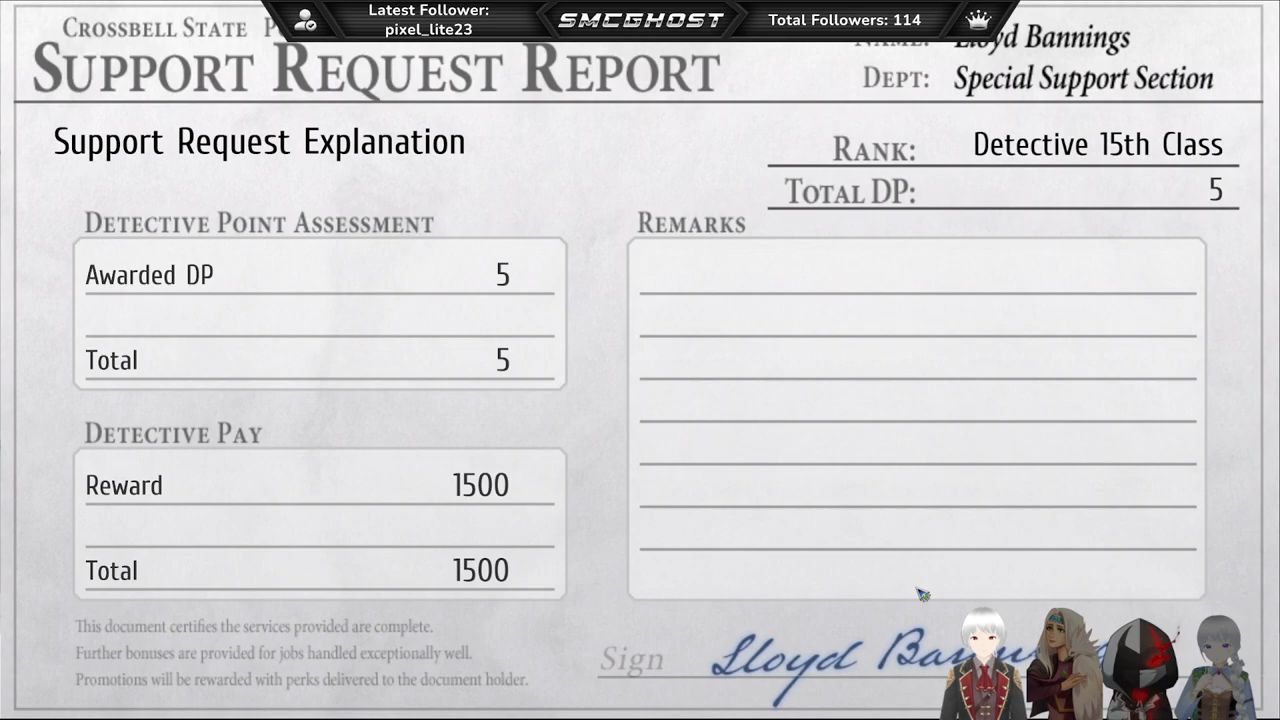 Latest Follower:
pixel_lite23
SMCGHOST
Total Followers: 114
CROSSBELL STATE
SUPPORT REQUEST REPORT
NAME: Lloyd Bannings
DEPT: Special Support Section
Support Request Explanation
RANK: Detective 15th Class
TOTAL DP: 5
DETECTIVE POINT ASSESSMENT
Awarded DP 5
Total 5
REMARKS
DETECTIVE PAY
Reward 1500
Total 1500
This document certifies the services provided are complete.
Further bonuses are provided for jobs handled exceptionally well.
Promotions will be rewarded with perks delivered to the document holder.
Sign Lloyd